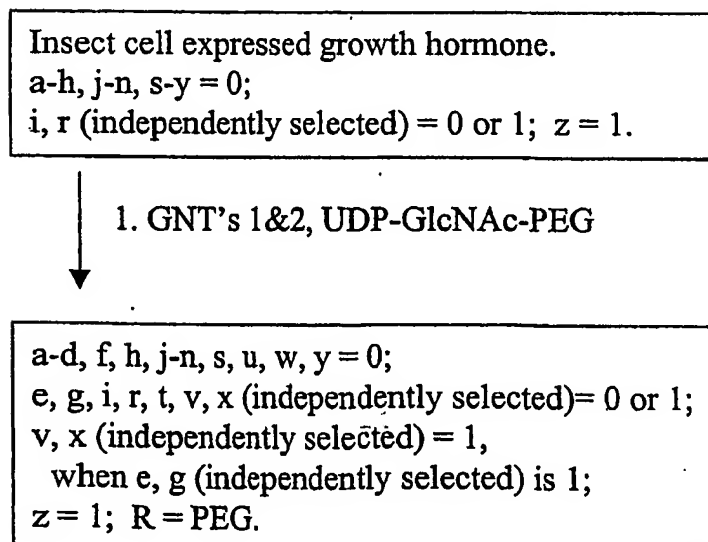 Insect cell expressed growth hormone.
a-h, j-n, s-y = 0;
i, r (independently selected) = 0 or 1; z = 1.
1. GNT's 1&2, UDP-GlcNAc-PEG
a-d, f, h, j-n, s, u, w, y = 0;
e, g, i, r, t, v, x (independently selected)= 0 or 1;
v, x (independently selected) = 1,
when e, g (independently selected) is 1;
z = 1; R = PEG.